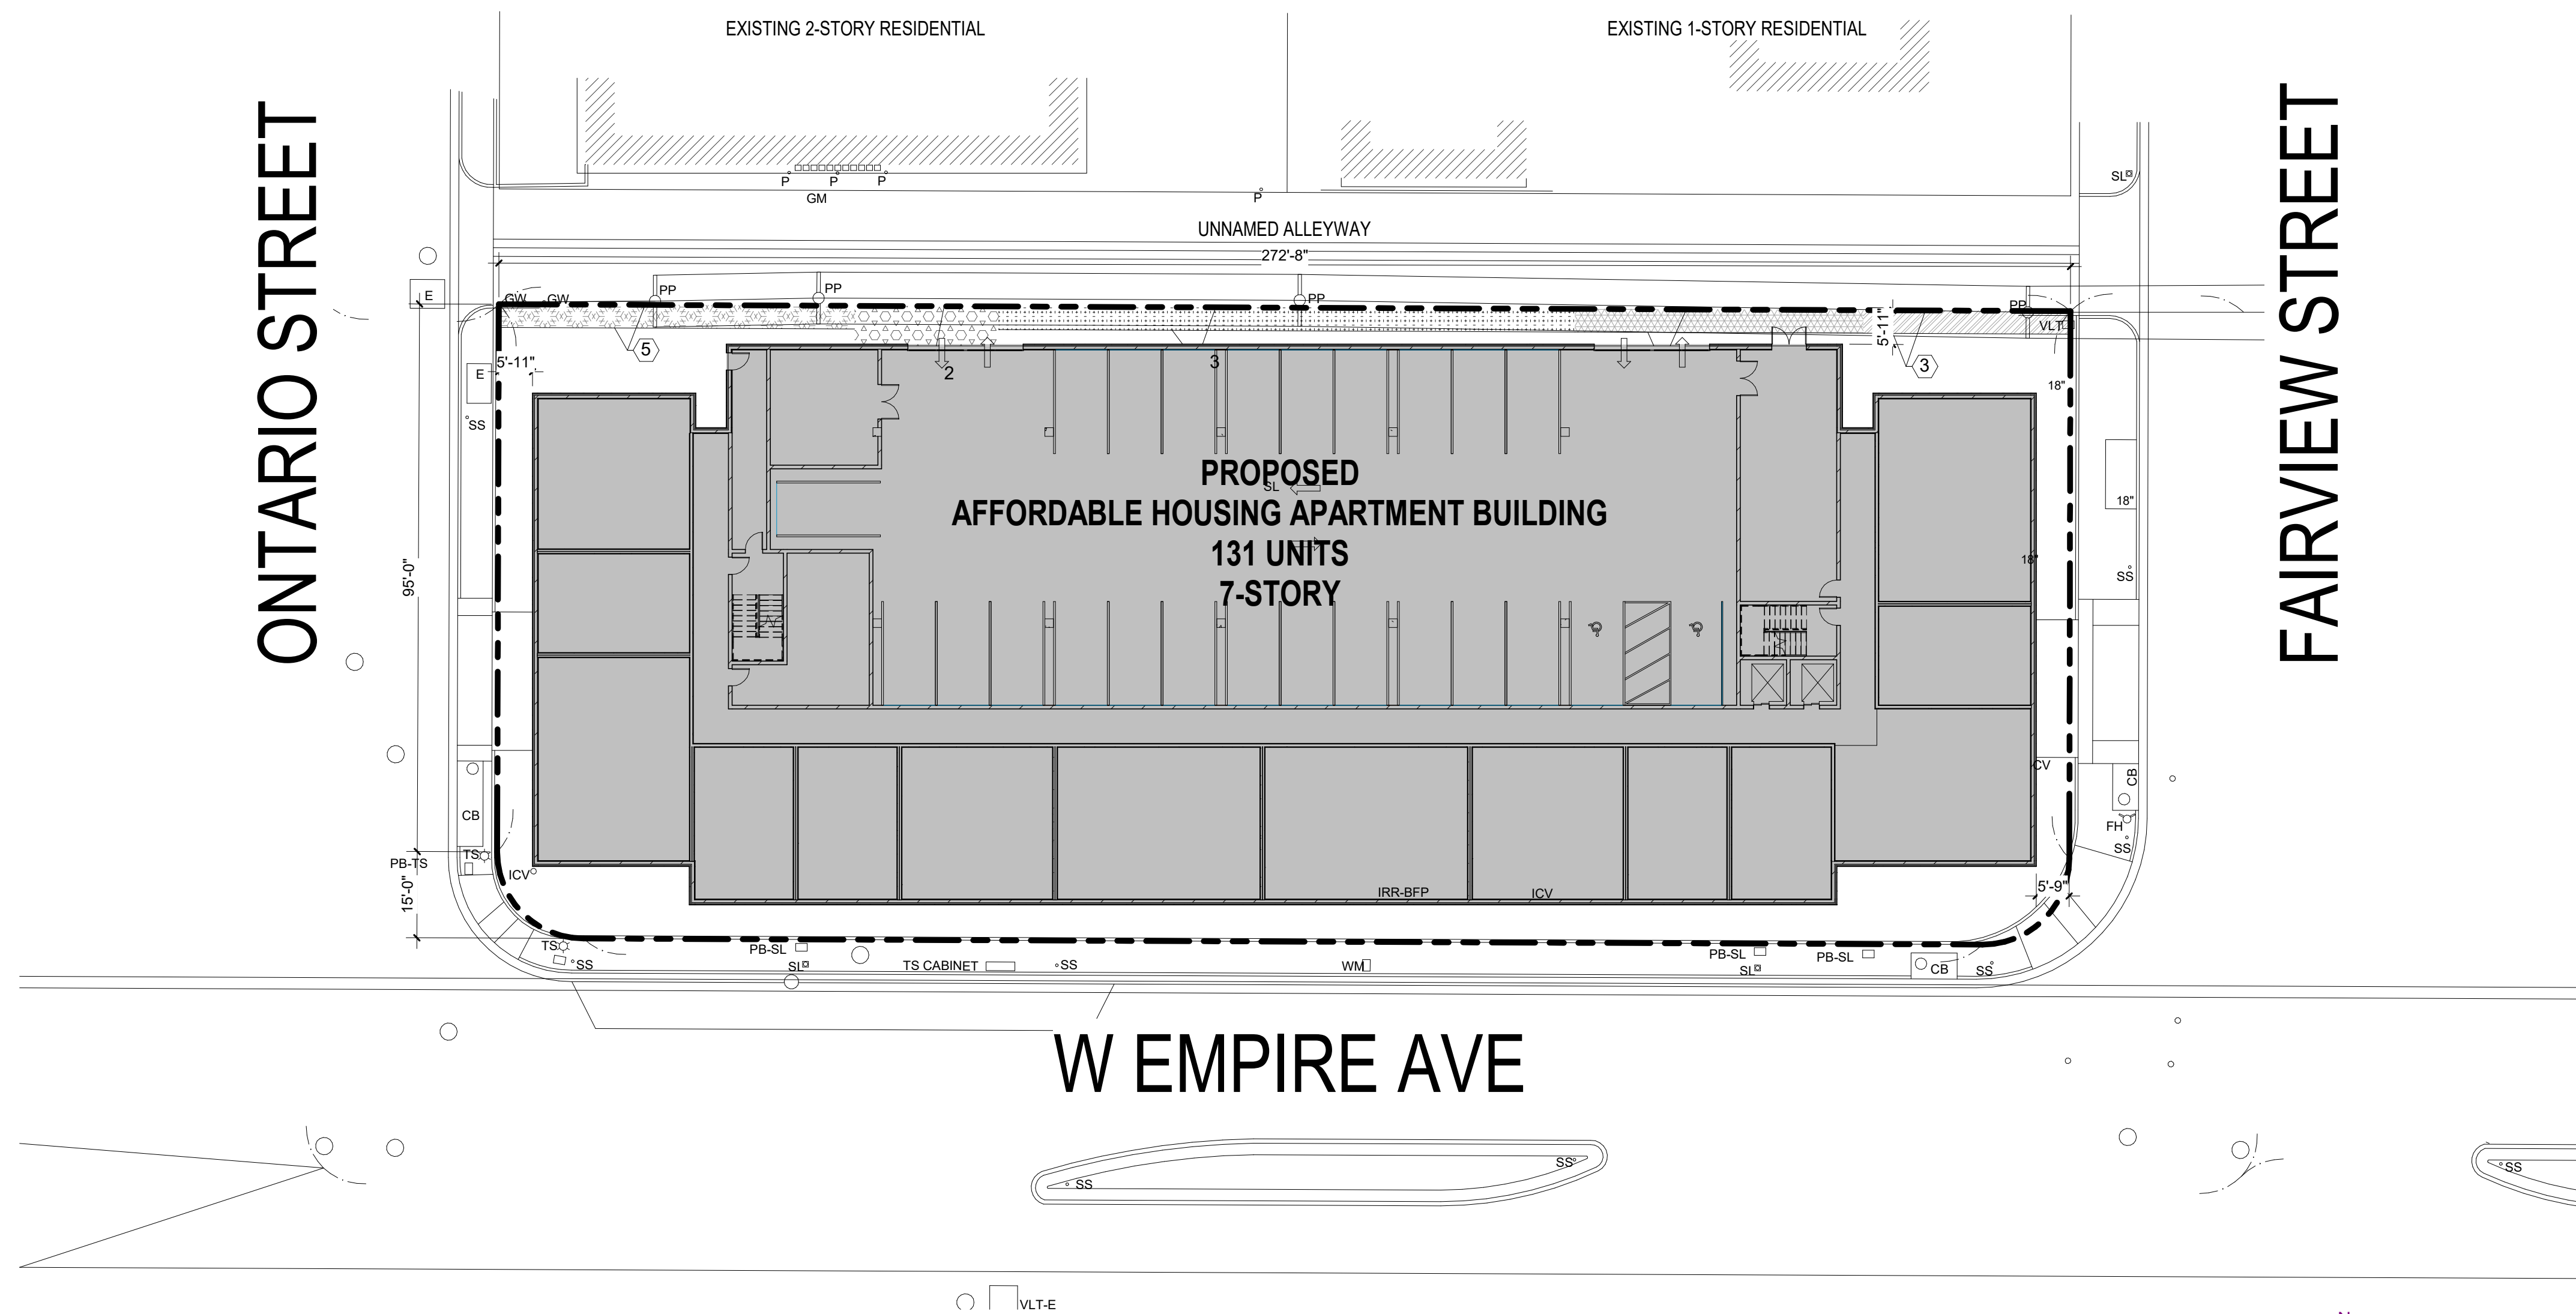 EXISTING 2-STORY RESIDENTIAL
EXISTING 1-STORY RESIDENTIAL
ONTARIO STREET
FAIRVIEW STREET
SL
P
P
P
GM
P
UNNAMED ALLEYWAY
272'-8"
E
GW
GW
PP
PP
PP
PP
VLT
5
5'-11"
5'-11"
3
2
3
E
SS
18"
18"
18"
PROPOSED
SL
AFFORDABLE HOUSING APARTMENT BUILDING
131 UNITS
7-STORY
95'-0"
SS
CV
CB
CB
FH
SS
TS
PB-TS
ICV
15'-0"
5'-9"
IRR-BFP
ICV
TS
SS
PB-SL
SL
TS CABINET
SS
WM
PB-SL
SL
PB-SL
CB
SS
W EMPIRE AVE
SS
SS
SS
VLT-E